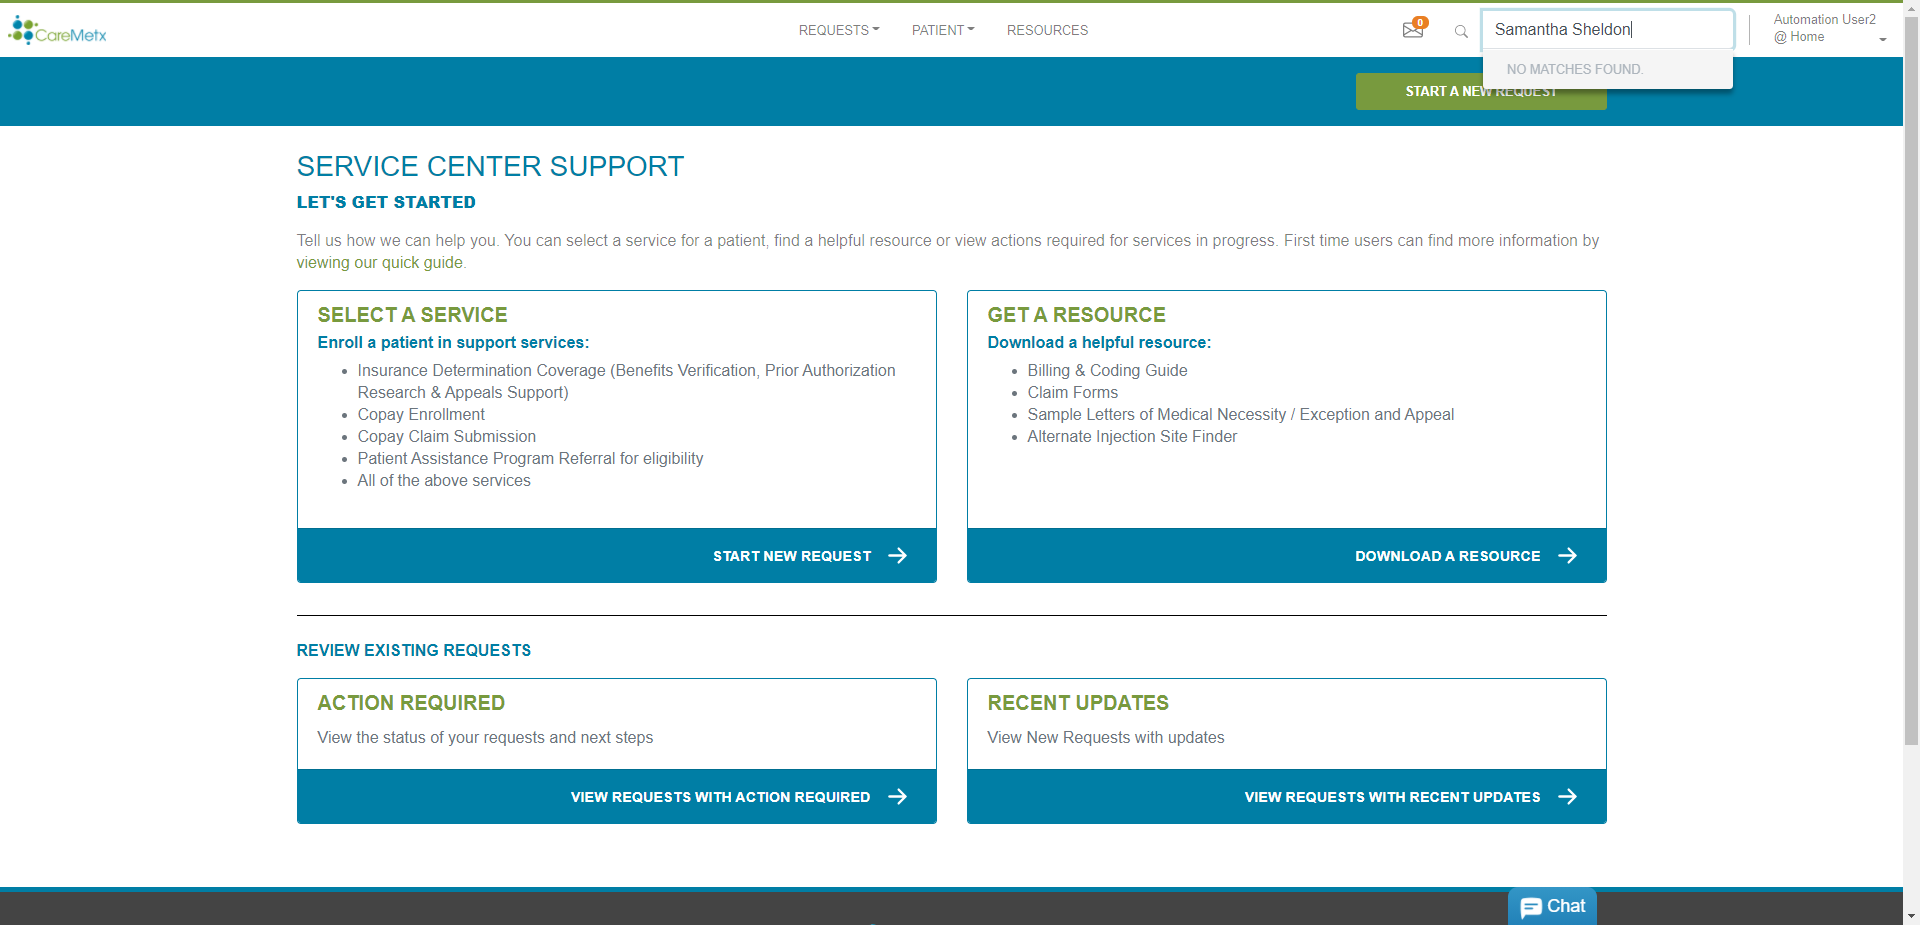 CareMetx
REQUESTS
PATIENT
RESOURCES
0
Samantha Sheldon
Automation User2
@ Home
NO MATCHES FOUND.
START A NEW REQUEST
SERVICE CENTER SUPPORT
LET'S GET STARTED
Tell us how we can help you. You can select a service for a patient, find a helpful resource or view actions required for services in progress. First time users can find more information by
viewing our quick guide.
SELECT A SERVICE
Enroll a patient in support services:
• Insurance Determination Coverage (Benefits Verification, Prior Authorization
Research & Appeals Support)
• Copay Enrollment
• Copay Claim Submission
• Patient Assistance Program Referral for eligibility
• All of the above services
START NEW REQUEST
GET A RESOURCE
Download a helpful resource:
• Billing & Coding Guide
• Claim Forms
• Sample Letters of Medical Necessity / Exception and Appeal
• Alternate Injection Site Finder
DOWNLOAD A RESOURCE
REVIEW EXISTING REQUESTS
ACTION REQUIRED
View the status of your requests and next steps
VIEW REQUESTS WITH ACTION REQUIRED
RECENT UPDATES
View New Requests with updates
VIEW REQUESTS WITH RECENT UPDATES
Chat